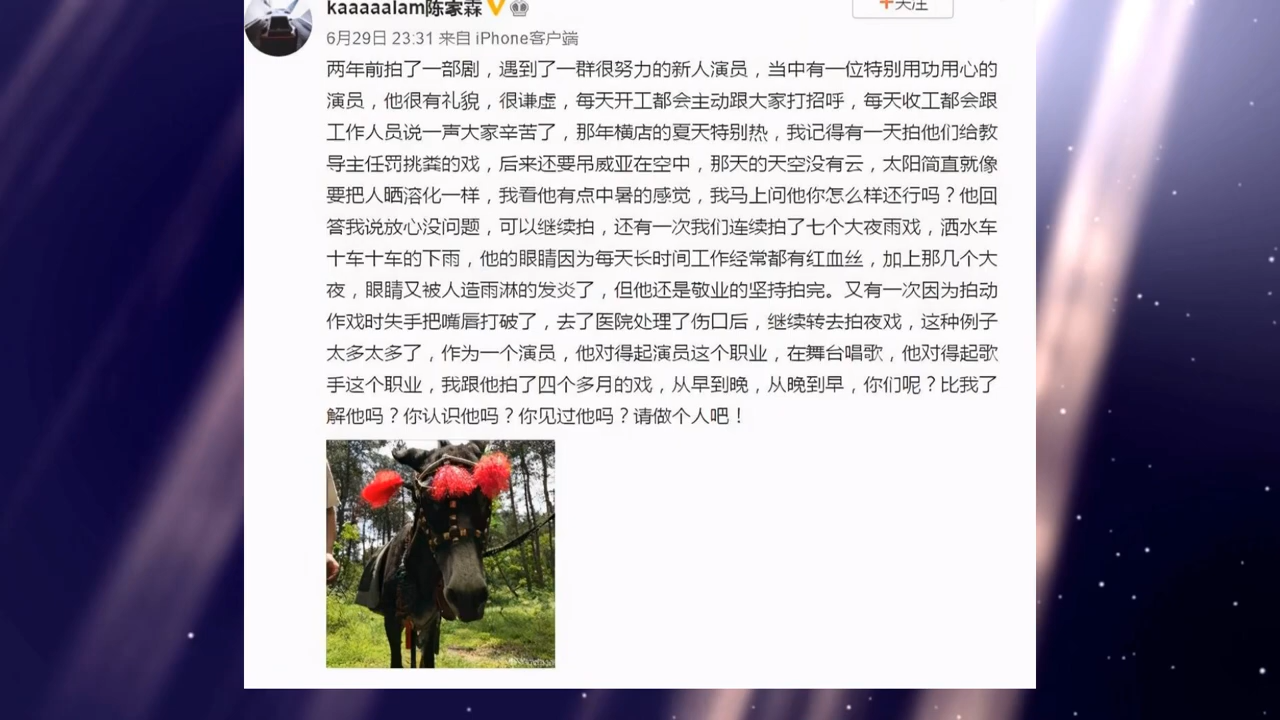 kaaaaalam陈家森
+关注
6月29日 23:31 来自 iPhone客户端
两年前拍了一部剧，遇到了一群很努力的新人演员，当中有一位特别用功用心的
演员，他很有礼貌，很谦虚，每天开工都会主动跟大家打招呼，每天收工都会跟
工作人员说一声大家辛苦了，那年横店的夏天特别热，我记得有一天拍他们给教
导主任罚挑粪的戏，后来还要吊威亚在空中，那天的天空没有云，太阳简直就像
要把人晒溶化一样，我看他有点中暑的感觉，我马上问他你怎么样还行吗？他回
答我说放心没问题，可以继续拍，还有一次我们连续拍了七个大夜雨戏，洒水车
十车十车的下雨，他的眼睛因为每天长时间工作经常都有红血丝，加上那几个大
夜，眼睛又被人造雨淋的发炎了，但他还是敬业的坚持拍完。又有一次因为拍动
作戏时失手把嘴唇打破了，去了医院处理了伤口后，继续转去拍夜戏，这种例子
太多太多了，作为一个演员，他对得起演员这个职业，在舞台唱歌，他对得起歌
手这个职业，我跟他拍了四个多月的戏，从早到晚，从晚到早，你们呢？比我了
解他吗？你认识他吗？你见过他吗？请做个人吧！